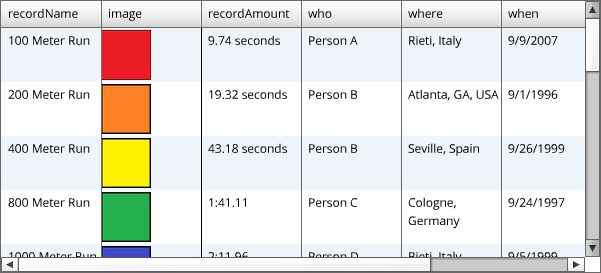 recordName image recordAmount who where when
100 Meter Run 9.74 seconds Person A Rieti, Italy 9/9/2007
200 Meter Run 19.32 seconds Person B Atlanta, GA, USA 9/1/1996
400 Meter Run 43.18 seconds Person B Seville, Spain 9/26/1999
800 Meter Run 1:41.11 Person C Cologne, 9/24/1997
Germany
1000 Meter Run 2:11.96 Person D Rieti, Italy 9/5/1999